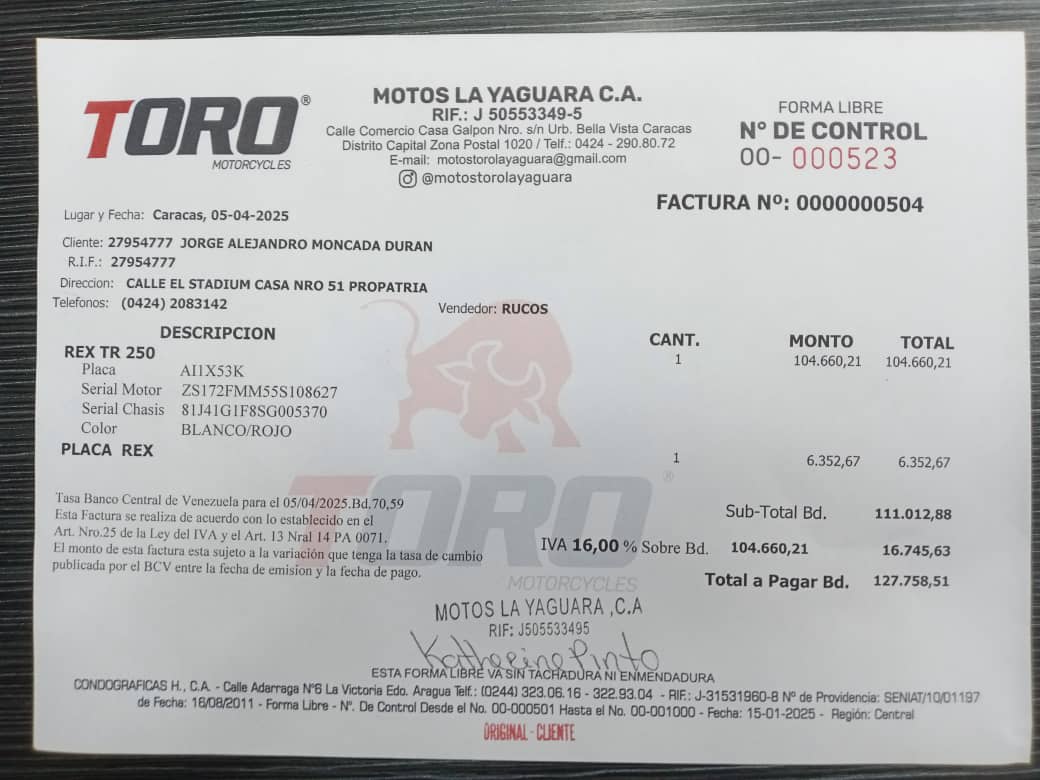 TORO®
MOTORCYCLES
MOTOS LA YAGUARA C.A.
RIF.: J 50553349-5
Calle Comercio Casa Galpon Nro. s/n Urb. Bella Vista Caracas
Distrito Capital Zona Postal 1020 / Telf.: 0424 - 290.80.72
E-mail: motostorolayaguara@gmail.com
@motostorolayaguara
FORMA LIBRE
N° DE CONTROL
00- 000523
FACTURA Nº: 0000000504
Lugar y Fecha: Caracas, 05-04-2025
Cliente: 27954777 JORGE ALEJANDRO MONCADA DURAN
R.I.F.: 27954777
Direccion: CALLE EL STADIUM CASA NRO 51 PROPATRIA
Telefonos: (0424) 2083142
Vendedor: RUCOS
DESCRIPCION CANT. MONTO TOTAL
REX TR 250 1 104.660,21 104.660,21
Placa AI1X53K
Serial Motor ZS172FMM55S108627
Serial Chasis 81J41G1F8SG005370
Color BLANCO/ROJO
PLACA REX 1 6.352,67 6.352,67
TORO®
MOTORCYCLES
Tasa Banco Central de Venezuela para el 05/04/2025.Bd.70,59
Esta Factura se realiza de acuerdo con lo establecido en el
Art. Nro.25 de la Ley del IVA y el Art. 13 Nral 14 PA 0071.
El monto de esta factura esta sujeto a la variación que tenga la tasa de cambio
publicada por el BCV entre la fecha de emision y la fecha de pago.
Sub-Total Bd. 111.012,88
IVA 16,00 % Sobre Bd. 104.660,21 16.745,63
Total a Pagar Bd. 127.758,51
MOTOS LA YAGUARA ,C.A
RIF: J505533495
Katherine Pinto
ESTA FORMA LIBRE VA SIN TACHADURA NI ENMENDADURA
CONDOGRAFICAS H., C.A. - Calle Adarraga N°6 La Victoria Edo. Aragua Telf.: (0244) 323.06.16 - 322.93.04 - RIF.: J-31531960-8 N° de Providencia: SENIAT/10/01197
de Fecha: 16/08/2011 - Forma Libre - N°. De Control Desde el No. 00-000501 Hasta el No. 00-001000 - Fecha: 15-01-2025 - Región: Central
ORIGINAL - CLIENTE